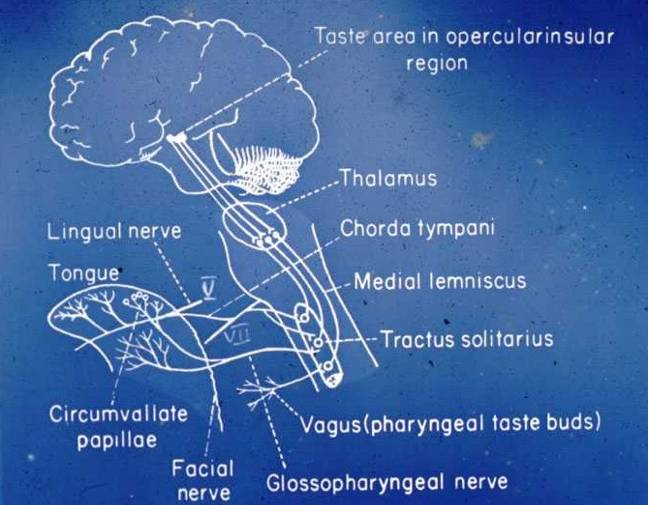 Taste area in opercularinsular
region
Thalamus
Lingual nerve
Chorda tympani
Tongue
V
Medial lemniscus
VII
Tractus solitarius
Circumvallate
papillae
Vagus(pharyngeal taste buds)
Facial
nerve
Glossopharyngeal nerve